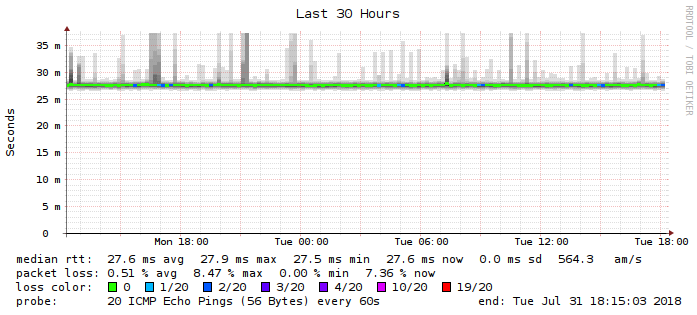 Last 30 Hours
RRDTOOL / TOBI OETIKER
Seconds
35 m
30 m
25 m
20 m
15 m
10 m
5 m
0
Mon 18:00 Tue 00:00 Tue 06:00 Tue 12:00 Tue 18:00
median rtt: 27.6 ms avg 27.9 ms max 27.5 ms min 27.6 ms now 0.0 ms sd 564.3 am/s
packet loss: 0.51 % avg 8.47 % max 0.00 % min 7.36 % now
loss color: 0 1/20 2/20 3/20 4/20 10/20 19/20
probe: 20 ICMP Echo Pings (56 Bytes) every 60s end: Tue Jul 31 18:15:03 2018